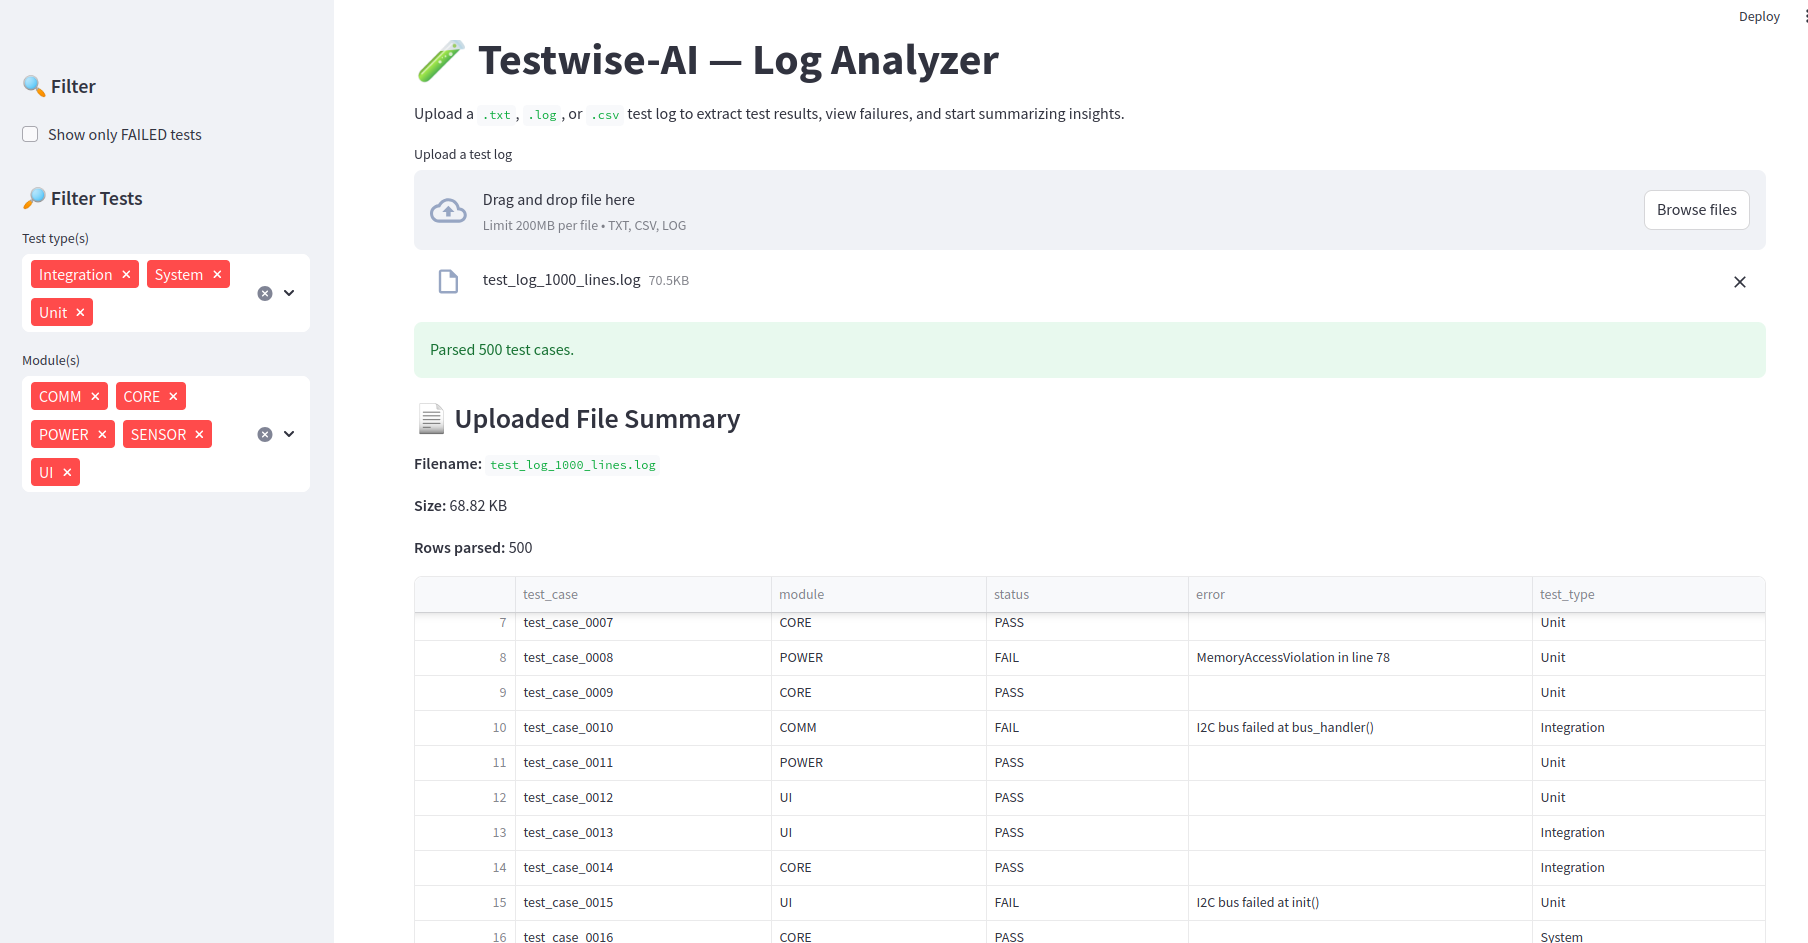 Deploy
Filter
Show only FAILED tests
Filter Tests
Test type(s)
Integration
System
Unit
Module(s)
COMM
CORE
POWER
SENSOR
UI
Testwise-AI — Log Analyzer
Upload a .txt, .log, or .csv test log to extract test results, view failures, and start summarizing insights.
Upload a test log
Drag and drop file here
Limit 200MB per file • TXT, CSV, LOG
Browse files
test_log_1000_lines.log 70.5KB
Parsed 500 test cases.
Uploaded File Summary
Filename: test_log_1000_lines.log
Size: 68.82 KB
Rows parsed: 500
test_case module status error test_type
7 test_case_0007 CORE PASS Unit
8 test_case_0008 POWER FAIL MemoryAccessViolation in line 78 Unit
9 test_case_0009 CORE PASS Unit
10 test_case_0010 COMM FAIL I2C bus failed at bus_handler() Integration
11 test_case_0011 POWER PASS Unit
12 test_case_0012 UI PASS Unit
13 test_case_0013 UI PASS Integration
14 test_case_0014 CORE PASS Integration
15 test_case_0015 UI FAIL I2C bus failed at init() Unit
16 test_case_0016 CORE PASS System